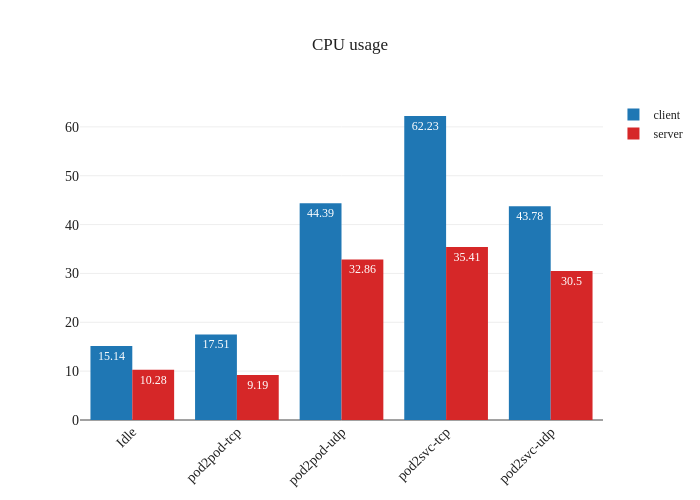 CPU usage
client
server
60
50
40
30
20
10
0
15.14
10.28
17.51
9.19
44.39
32.86
62.23
35.41
43.78
30.5
Idle
pod2pod-tcp
pod2pod-udp
pod2svc-tcp
pod2svc-udp